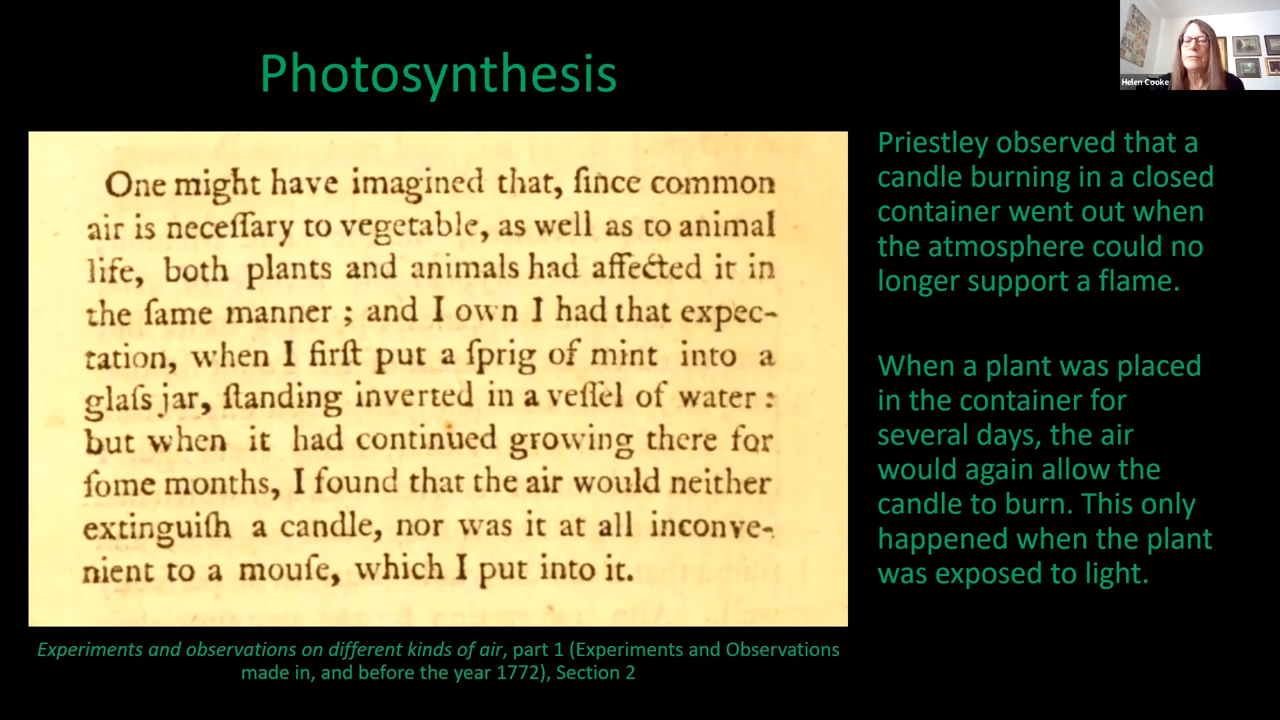 Photosynthesis
Helen Cooke
One might have imagined that, ſince common
air is neceſſary to vegetable, as well as to animal
life, both plants and animals had affected it in
the ſame manner ; and I own I had that expec-
tation, when I firſt put a ſprig of mint into a
glaſs jar, ſtanding inverted in a veſſel of water :
but when it had continued growing there for
ſome months, I found that the air would neither
extinguiſh a candle, nor was it at all inconve-
nient to a mouſe, which I put into it.
Experiments and observations on different kinds of air, part 1 (Experiments and Observations
made in, and before the year 1772), Section 2
Priestley observed that a
candle burning in a closed
container went out when
the atmosphere could no
longer support a flame.
When a plant was placed
in the container for
several days, the air
would again allow the
candle to burn. This only
happened when the plant
was exposed to light.